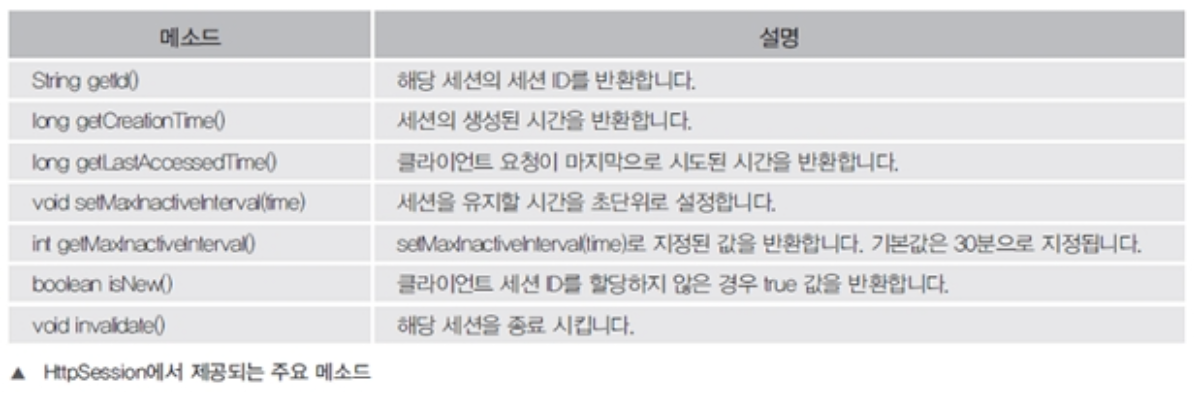 메소드 설명
String getId() 해당 세션의 세션 ID를 반환합니다.
long getCreationTime() 세션의 생성된 시간을 반환합니다.
long getLastAccessedTime() 클라이언트 요청이 마지막으로 시도된 시간을 반환합니다.
void setMaxInactiveInterval(time) 세션을 유지할 시간을 초단위로 설정합니다.
int getMaxInactiveInterval() setMaxInactiveInterval(time)로 지정된 값을 반환합니다. 기본값은 30분으로 지정됩니다.
boolean isNew() 클라이언트 세션 ID를 할당하지 않은 경우 true 값을 반환합니다.
void invalidate() 해당 세션을 종료 시킵니다.
▲ HttpSession에서 제공되는 주요 메소드